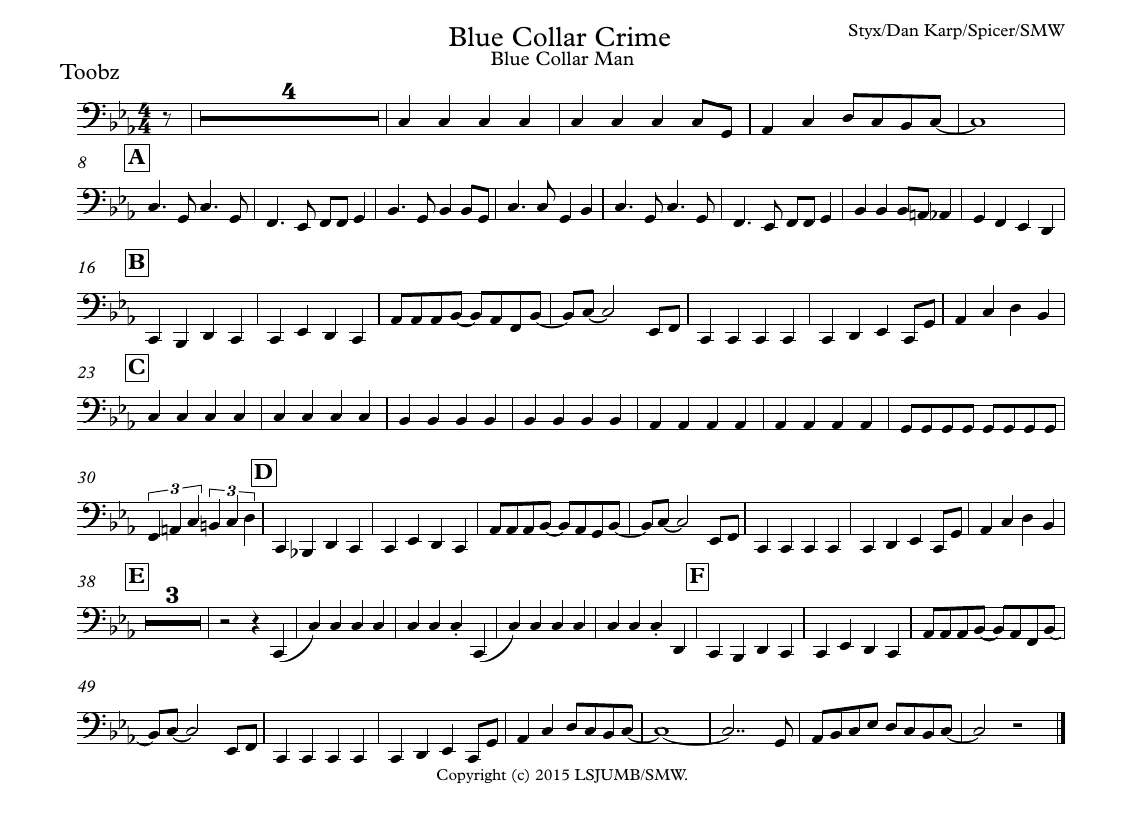 Blue Collar Crime
Styx/Dan Karp/Spicer/SMW
Blue Collar Man
Toobz
4
4
4
8 A
16 B
23 C
30 3 3 D
38 E 3 F
49
Copyright (c) 2015 LSJUMB/SMW.